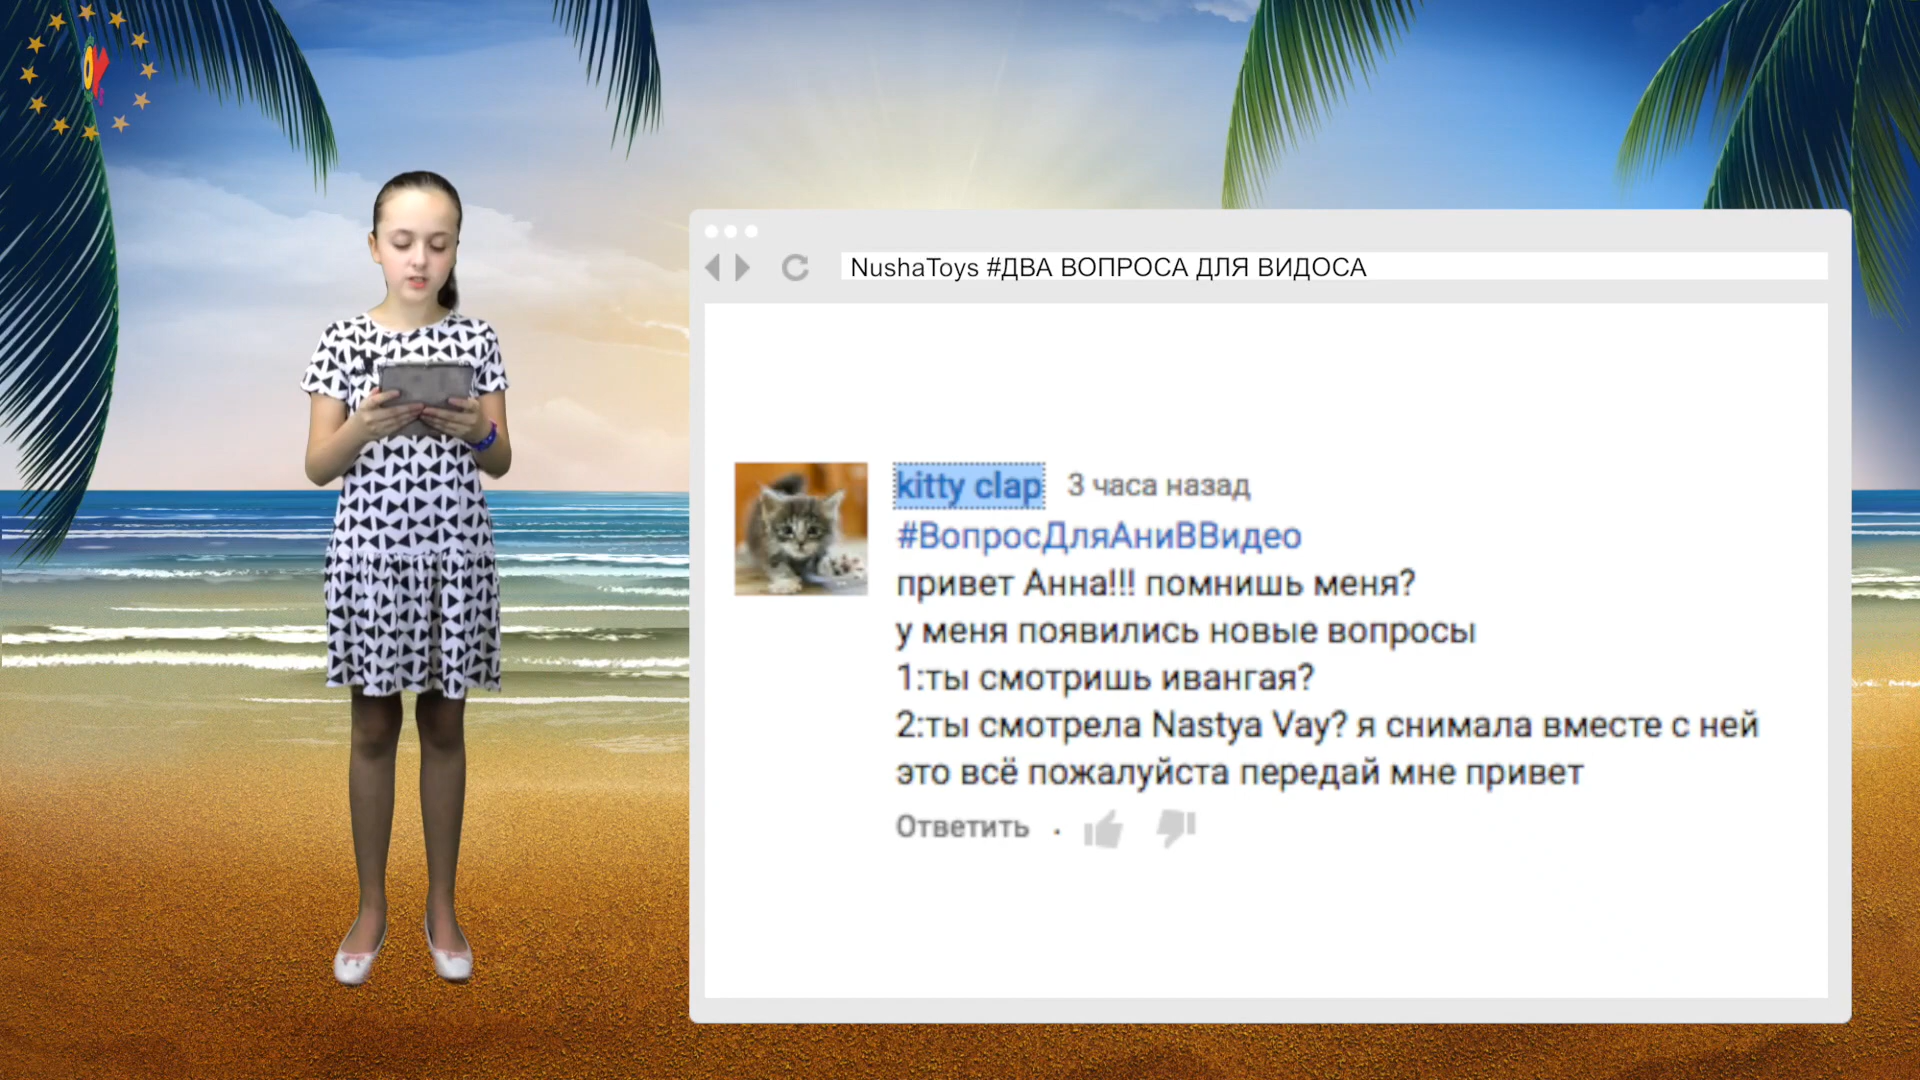 NushaToys #ДВА ВОПРОСА ДЛЯ ВИДОСА
kitty clap 3 часа назад
#ВопросДляАниВВидео
привет Анна!!! помнишь меня?
у меня появились новые вопросы
1:ты смотришь ивангая?
2:ты смотрела Nastya Vay? я снимала вместе с ней
это всё пожалуйста передай мне привет
Ответить .